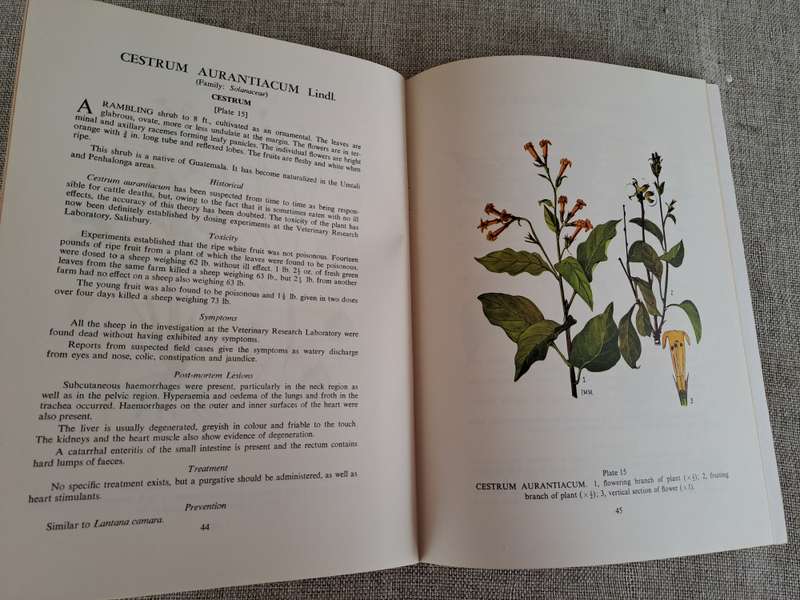 CESTRUM AURANTIACUM Lindl.
(Family: Solanaceae)
CESTRUM
[Plate 15]
A RAMBLING shrub to 8 ft., cultivated as an ornamental. The leaves are
glabrous, ovate, more or less undulate at the margin. The flowers are in ter-
minal and axillary racemes forming leafy panicles. The individual flowers are bright
orange with ¾ in. long tube and reflexed lobes. The fruits are fleshy and white when
ripe.
This shrub is a native of Guatemala. It has become naturalized in the Umtali
and Penhalonga areas.
Historical
Cestrum aurantiacum has been suspected from time to time as being respon-
sible for cattle deaths, but, owing to the fact that it is sometimes eaten with no ill
effects, the accuracy of this theory has been doubted. The toxicity of the plant has
now been definitely established by dosing experiments at the Veterinary Research
Laboratory, Salisbury.
Toxicity
Experiments established that the ripe white fruit was not poisonous. Fourteen
pounds of ripe fruit from a plant of which the leaves were found to be poisonous,
were dosed to a sheep weighing 62 lb. without ill effect. 1 lb. 2½ oz. of fresh green
leaves from the same farm killed a sheep weighing 63 lb., but 2½ lb. from another
farm had no effect on a sheep also weighing 63 lb.
The young fruit was also found to be poisonous and 1½ lb. given in two doses
over four days killed a sheep weighing 73 lb.
Symptoms
All the sheep in the investigation at the Veterinary Research Laboratory were
found dead without having exhibited any symptoms.
Reports from suspected field cases give the symptoms as watery discharge
from eyes and nose, colic, constipation and jaundice.
Post-mortem Lesions
Subcutaneous haemorrhages were present, particularly in the neck region as
well as in the pelvic region. Hyperaemia and oedema of the lungs and froth in the
trachea occurred. Haemorrhages on the outer and inner surfaces of the heart were
also present.
The liver is usually degenerated, greyish in colour and friable to the touch.
The kidneys and the heart muscle also show evidence of degeneration.
A catarrhal enteritis of the small intestine is present and the rectum contains
hard lumps of faeces.
Treatment
No specific treatment exists, but a purgative should be administered, as well as
heart stimulants.
Prevention
Similar to Lantana camara.
44
1
2
3
Plate 15
CESTRUM AURANTIACUM. 1, flowering branch of plant (× ½); 2, fruiting
branch of plant (× ½); 3, vertical section of flower (× 3).
45